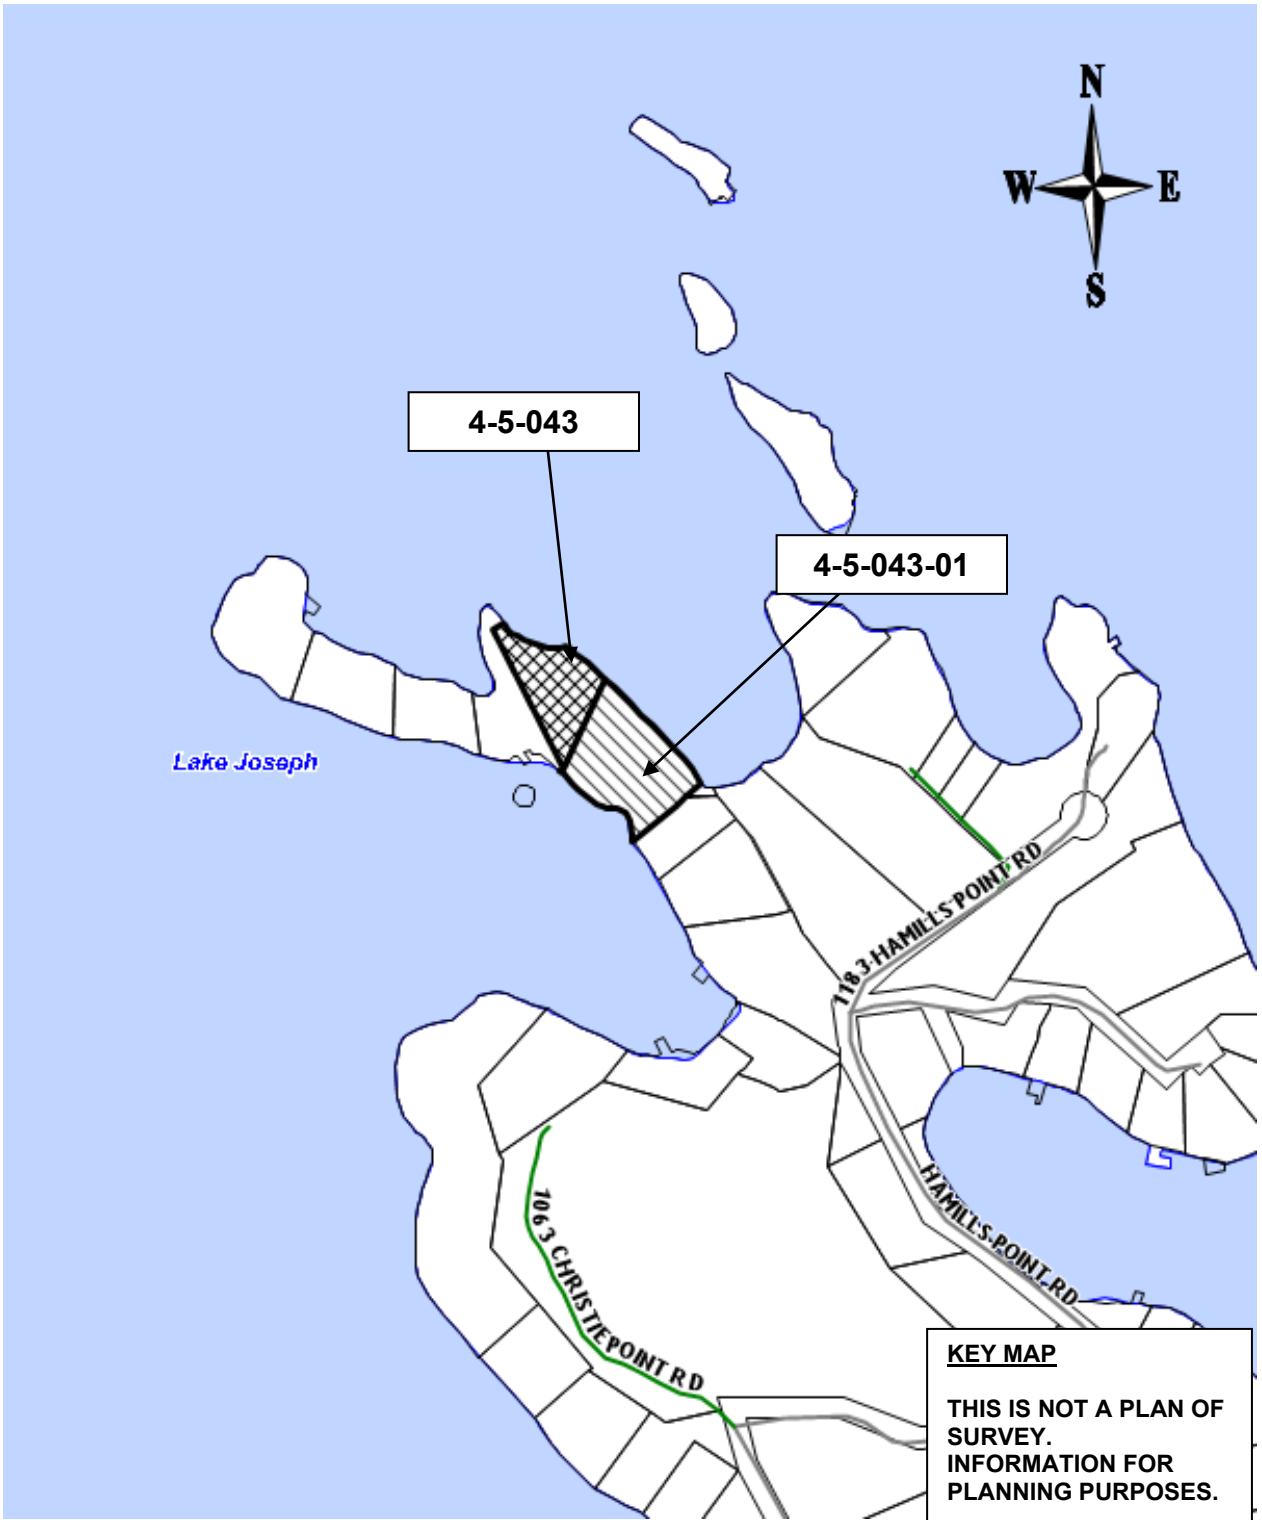 N
W E
S
4-5-043
4-5-043-01
Lake Joseph
1183 HAMILLS POINT RD
HAMILLS POINT RD
1063 CHRISTIE POINT RD
KEY MAP
THIS IS NOT A PLAN OF
SURVEY.
INFORMATION FOR
PLANNING PURPOSES.